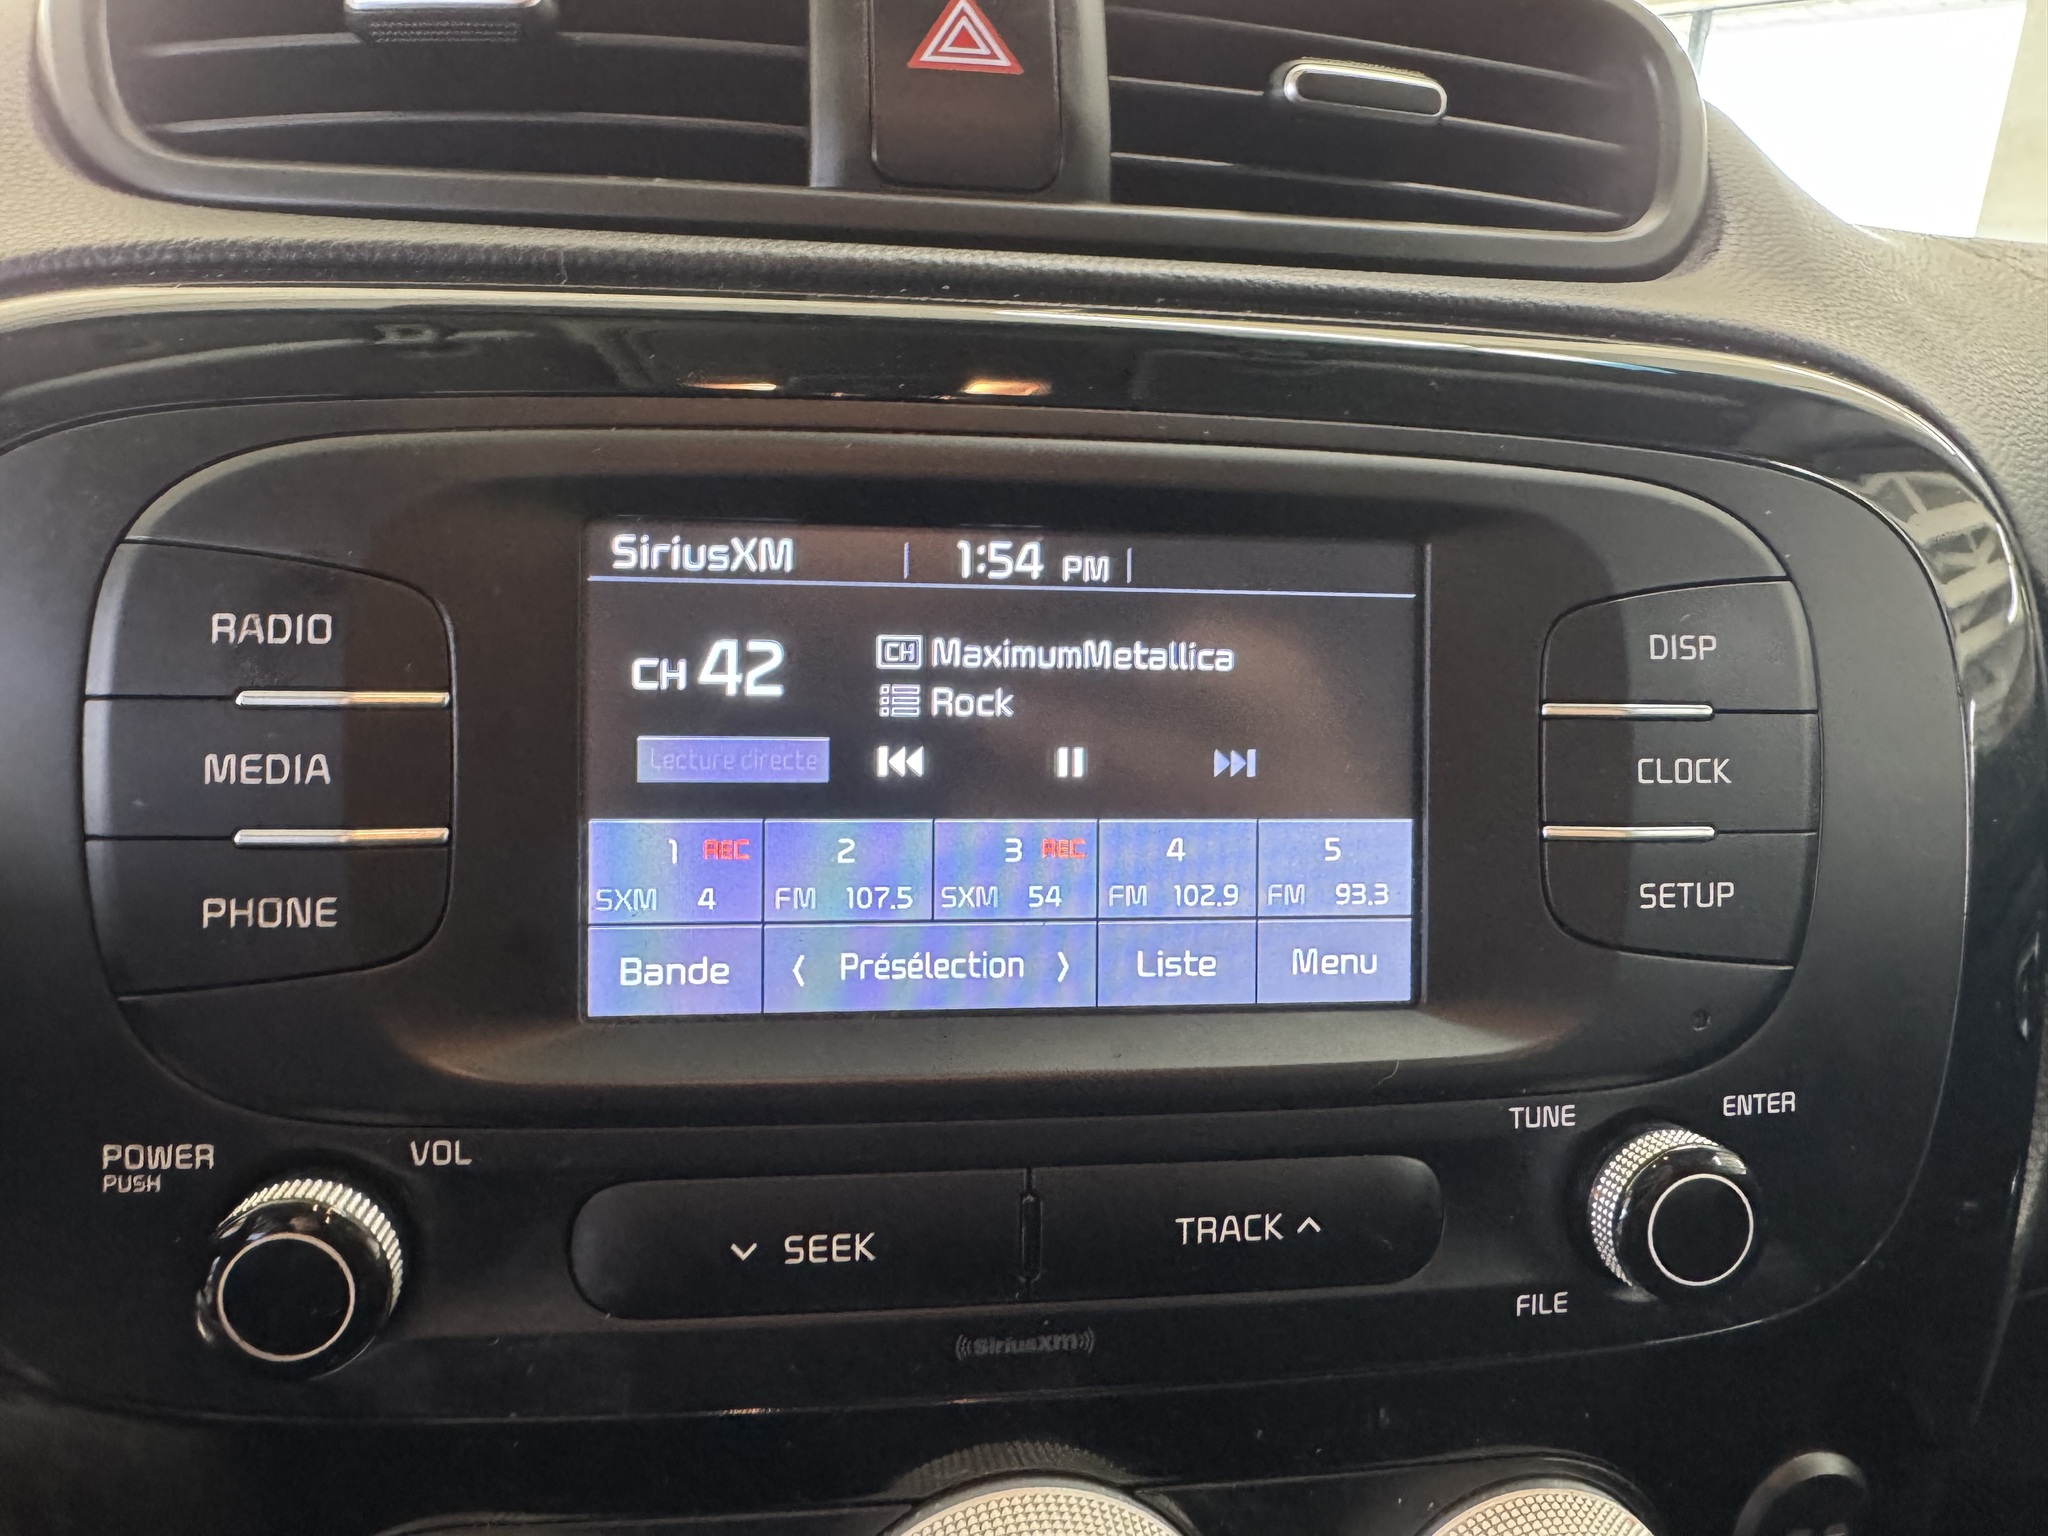 SiriusXM 1:54 PM
CH 42
CH MaximumMetallica
Rock
Lecture directe
1 REC 2 3 REC 4 5
SXM 4 FM 107.5 SXM 54 FM 102.9 FM 93.3
Bande Présélection Liste Menu
RADIO
MEDIA
PHONE
DISP
CLOCK
SETUP
POWER
PUSH
VOL
SEEK
TRACK
TUNE
ENTER
FILE
SiriusXM